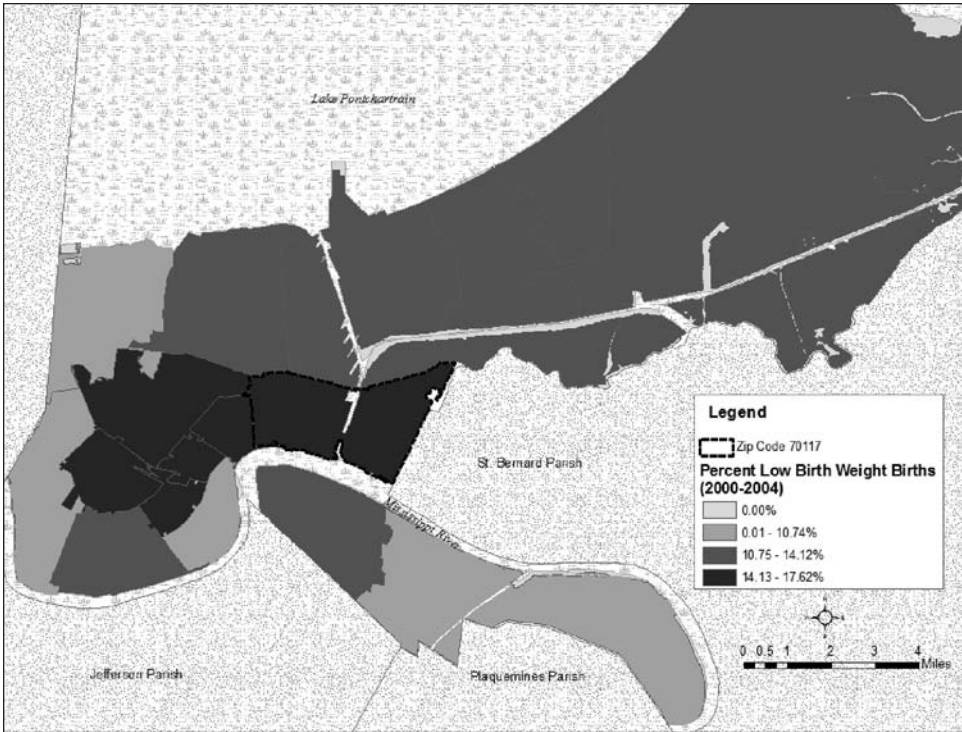 Lake Pontchartrain
Legend
Zip Code 70117
Percent Low Birth Weight Births
(2000-2004)
0.00%
0.01 - 10.74%
10.75 - 14.12%
14.13 - 17.62%
St. Bernard Parish
Mississippi River
Jefferson Parish
Plaquemines Parish
0 0.5 1 2 3 4
Miles